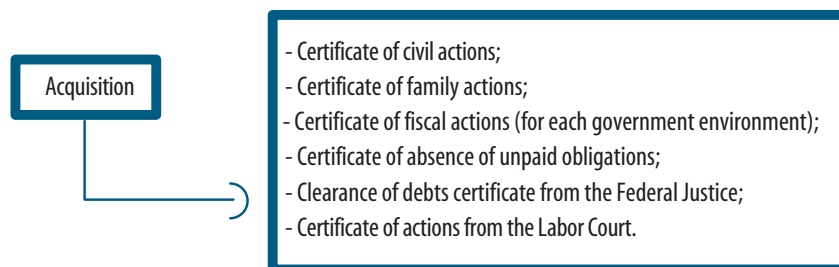 Acquisition
- Certificate of civil actions;
- Certificate of family actions;
- Certificate of fiscal actions (for each government environment);
- Certificate of absence of unpaid obligations;
- Clearance of debts certificate from the Federal Justice;
- Certificate of actions from the Labor Court.